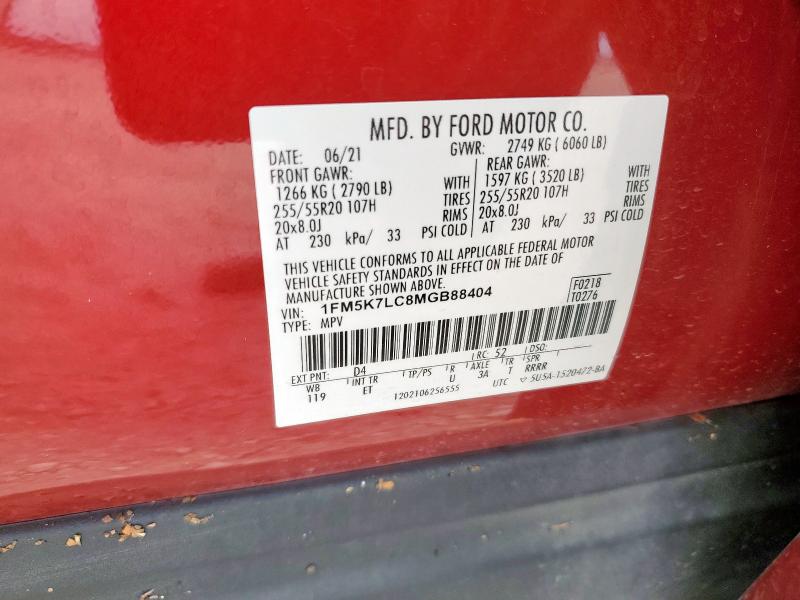 MFD. BY FORD MOTOR CO.
DATE: 06/21 GVWR: 2749 KG ( 6060 LB)
FRONT GAWR: REAR GAWR:
1266 KG ( 2790 LB) WITH 1597 KG ( 3520 LB) WITH
255/55R20 107H TIRES 255/55R20 107H TIRES
20x8.0J RIMS 20x8.0J RIMS
AT 230 kPa/ 33 PSI COLD AT 230 kPa/ 33 PSI COLD
THIS VEHICLE CONFORMS TO ALL APPLICABLE FEDERAL MOTOR
VEHICLE SAFETY STANDARDS IN EFFECT ON THE DATE OF
MANUFACTURE SHOWN ABOVE.
VIN: 1FM5K7LC8MGB88404 F0218
TYPE: MPV T0276
EXT PNT: D4 RC: 52 DSO:
WB INT TR TP/PS R AXLE TR SPR
119 ET U 3A T RRRR
1202106256555 UTC 5USA-1520472-BA